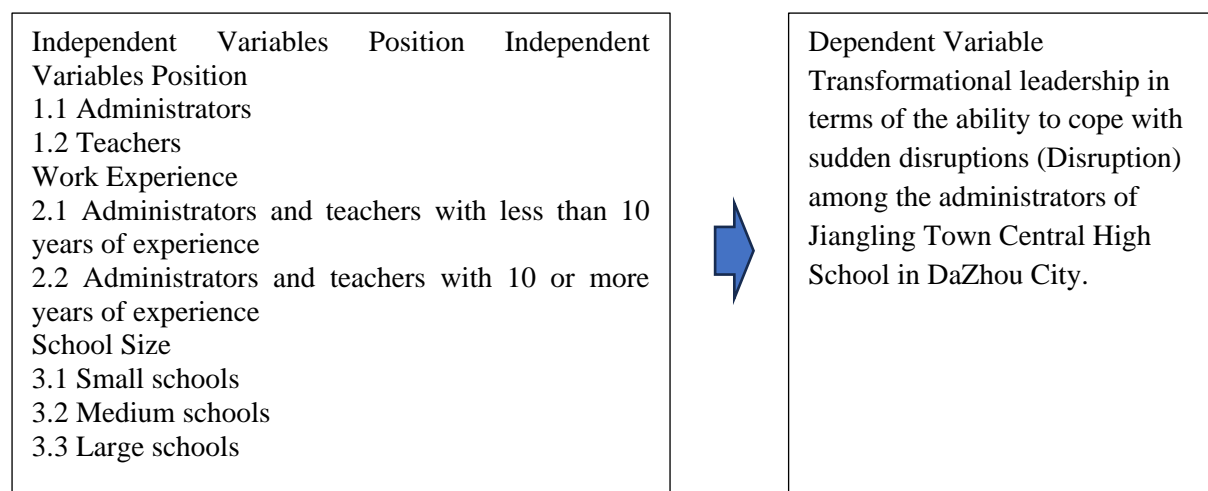 Independent Variables Position Independent
Variables Position
1.1 Administrators
1.2 Teachers
Work Experience
2.1 Administrators and teachers with less than 10
years of experience
2.2 Administrators and teachers with 10 or more
years of experience
School Size
3.1 Small schools
3.2 Medium schools
3.3 Large schools
Dependent Variable
Transformational leadership in
terms of the ability to cope with
sudden disruptions (Disruption)
among the administrators of
Jiangling Town Central High
School in DaZhou City.